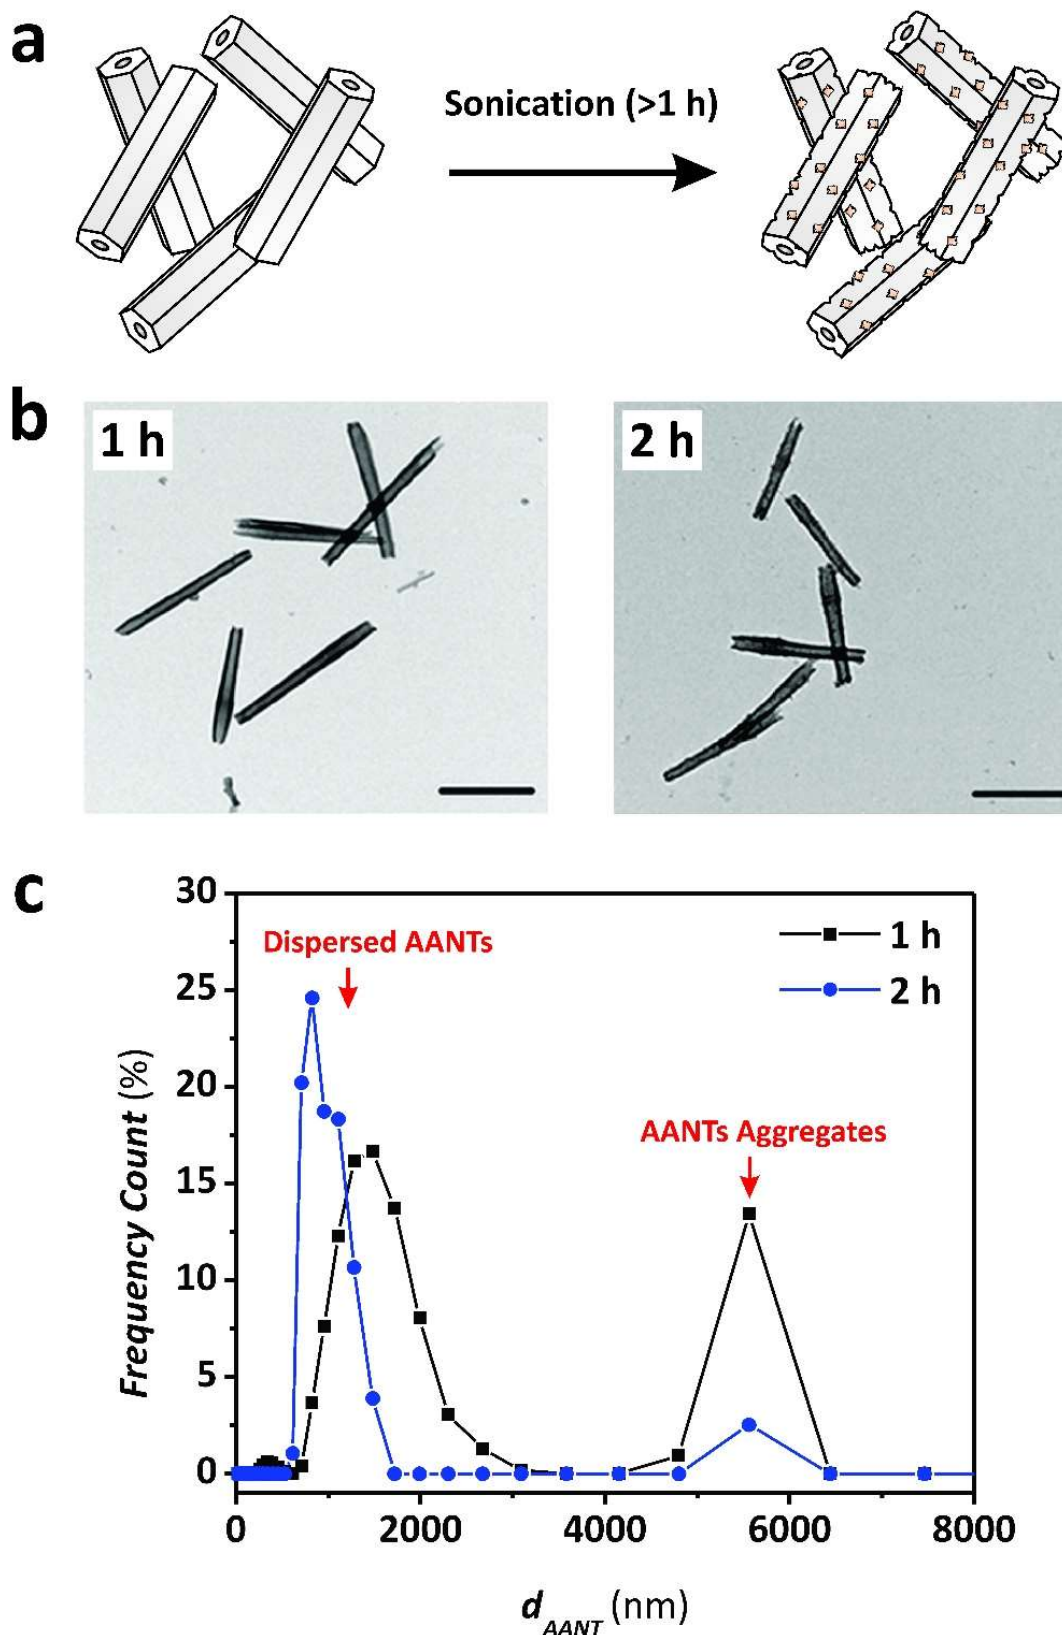 a
Sonication (>1 h)
b
1 h
2 h
c
30
25
20
15
10
5
0
Frequency Count (%)
Dispersed AANTs
1 h
2 h
AANTs Aggregates
0 2000 4000 6000 8000
d_AANT (nm)